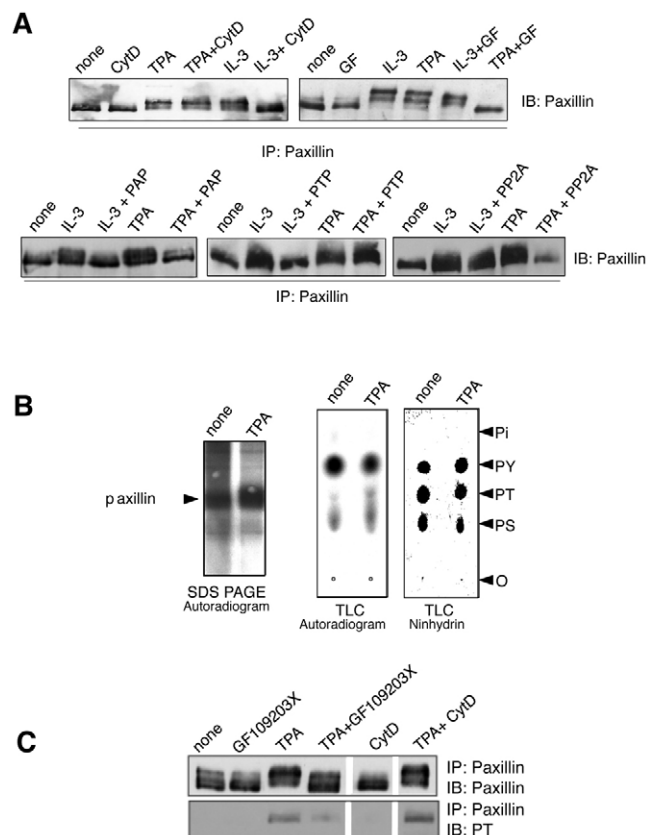 A
none CytD TPA TPA+CytD IL-3 IL-3+ CytD none GF IL-3 TPA IL-3+GF TPA+GF
IB: Paxillin
IP: Paxillin
none IL-3 IL-3 + PAP TPA TPA + PAP none IL-3 IL-3 + PTP TPA TPA + PTP none IL-3 IL-3 + PP2A TPA TPA + PP2A
IB: Paxillin
IP: Paxillin
B
none TPA none TPA none TPA
Pi
PY
paxillin PT
PS
O
SDS PAGE TLC TLC
Autoradiogram Autoradiogram Ninhydrin
C
none GF109203X TPA TPA+GF109203X CytD TPA+ CytD
IP: Paxillin
IB: Paxillin
IP: Paxillin
IB: PT